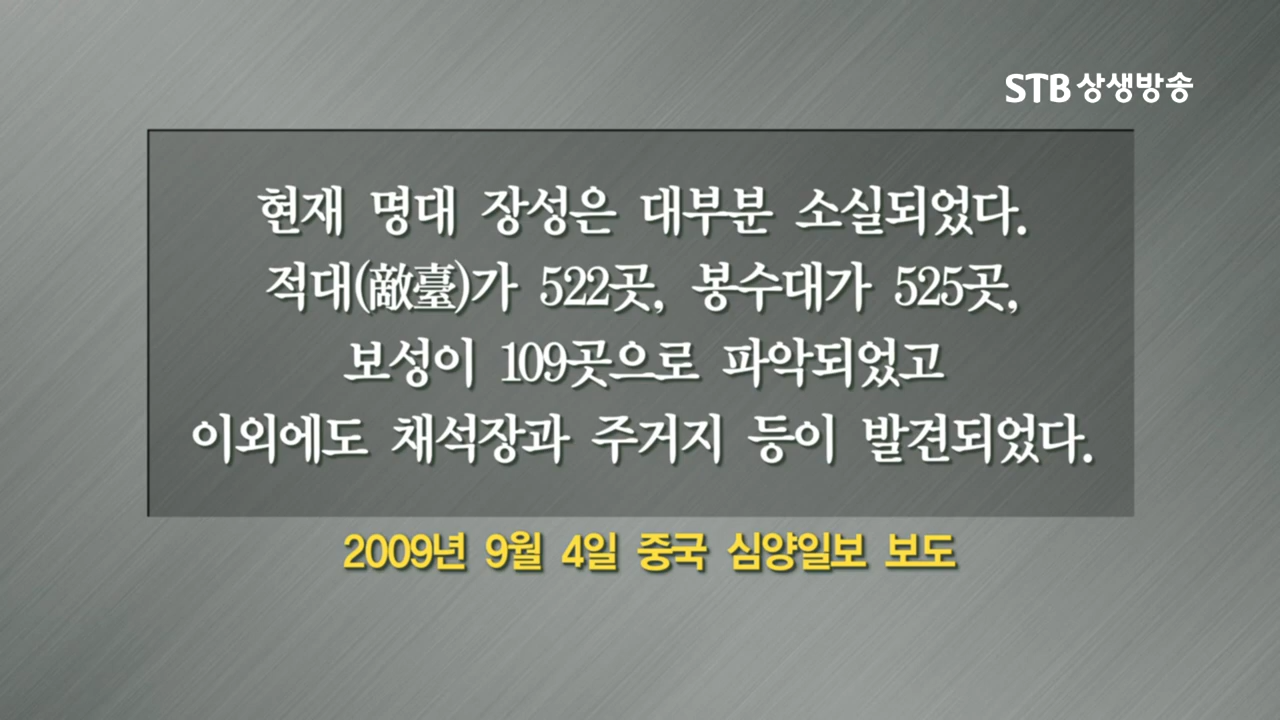 STB 상생방송
현재 명대 장성은 대부분 소실되었다.
적대(敵臺)가 522곳, 봉수대가 525곳,
보성이 109곳으로 파악되었고
이외에도 채석장과 주거지 등이 발견되었다.
2009년 9월 4일 중국 심양일보 보도